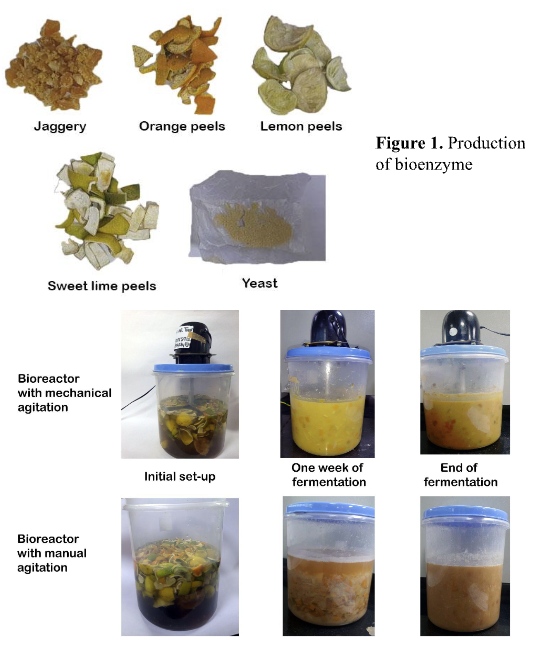 Jaggery
Orange peels
Lemon peels
Figure 1. Production
of bioenzyme
Sweet lime peels
Yeast
Bioreactor
with mechanical
agitation
Initial set-up
One week of
fermentation
End of
fermentation
Bioreactor
with manual
agitation